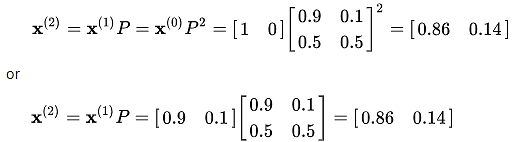 x^(2) = x^(1) P = x^(0) P^2 = [1 0] [0.9 0.1; 0.5 0.5]^2 = [0.86 0.14]
or
x^(2) = x^(1) P = [0.9 0.1] [0.9 0.1; 0.5 0.5] = [0.86 0.14]